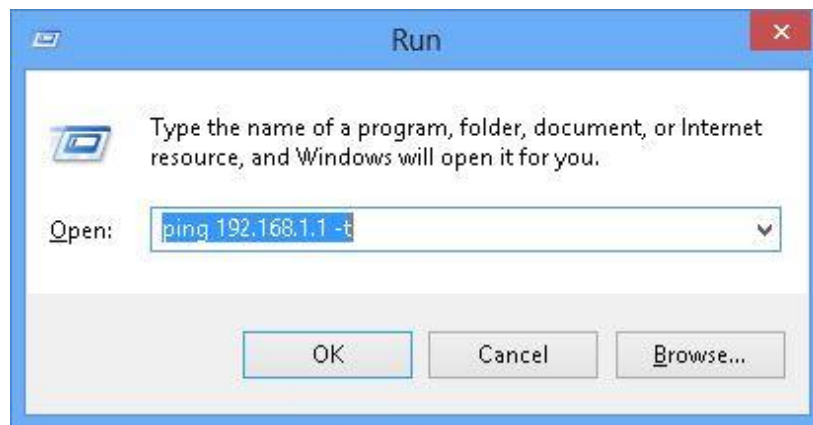 Run
Type the name of a program, folder, document, or Internet
resource, and Windows will open it for you.
Open: ping 192.168.1.1 -t
OK Cancel Browse...